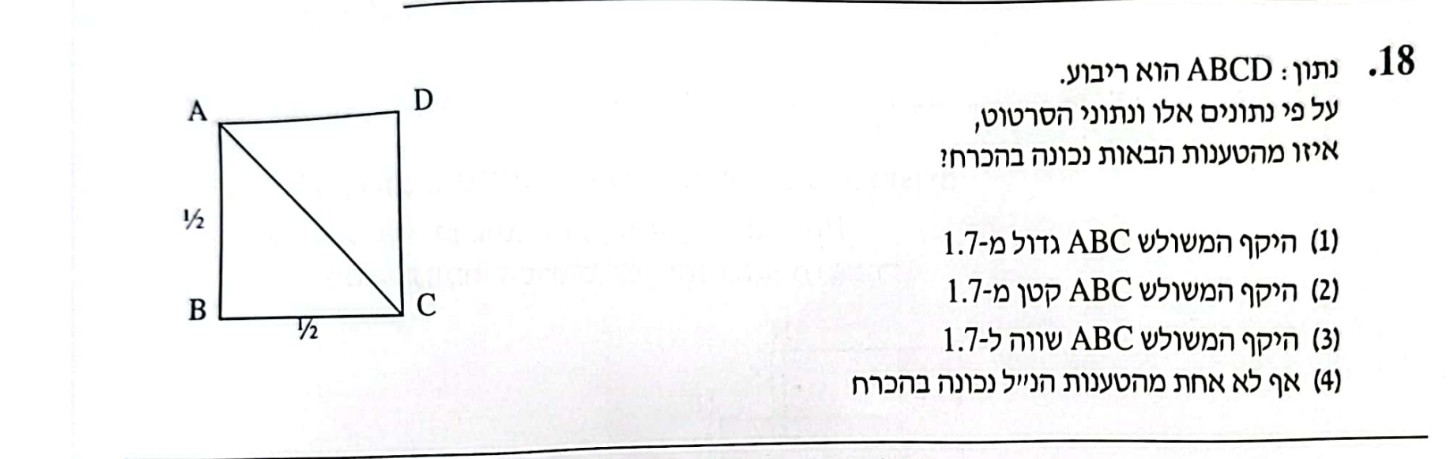 18. נתון: ABCD הוא ריבוע.
על פי נתונים אלו ונתוני הסרטוט,
איזו מהטענות הבאות נכונה בהכרח?
(1) היקף המשולש ABC גדול מ-1.7
(2) היקף המשולש ABC קטן מ-1.7
(3) היקף המשולש ABC שווה ל-1.7
(4) אף לא אחת מהטענות הנ״ל נכונה בהכרח
A D
½
B C
½